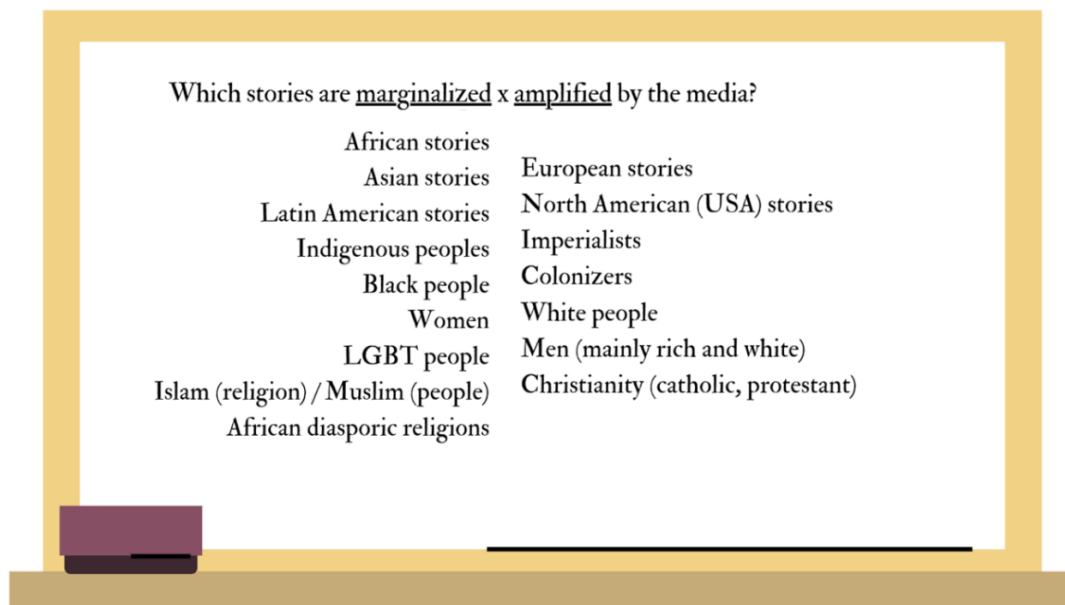 Which stories are marginalized x amplified by the media?
African stories
Asian stories
Latin American stories
Indigenous peoples
Black people
Women
LGBT people
Islam (religion) / Muslim (people)
African diasporic religions
European stories
North American (USA) stories
Imperialists
Colonizers
White people
Men (mainly rich and white)
Christianity (catholic, protestant)